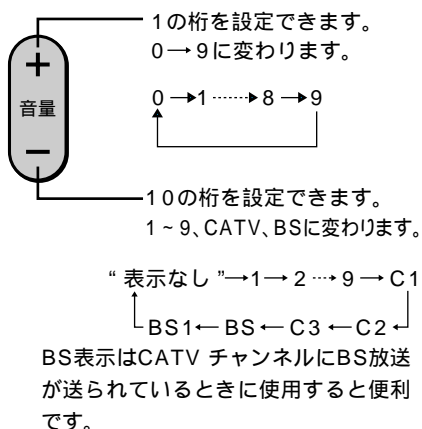 1の桁を設定できます。
0→9に変わります。
+
音量
−
0→1┈▶8→9
10の桁を設定できます。
1~9、CATV、BSに変わります。
“表示なし”→1→2┈▶9→C1
BS1←BS←C3←C2
BS表示はCATV チャンネルにBS放送
が送られているときに使用すると便利
です。